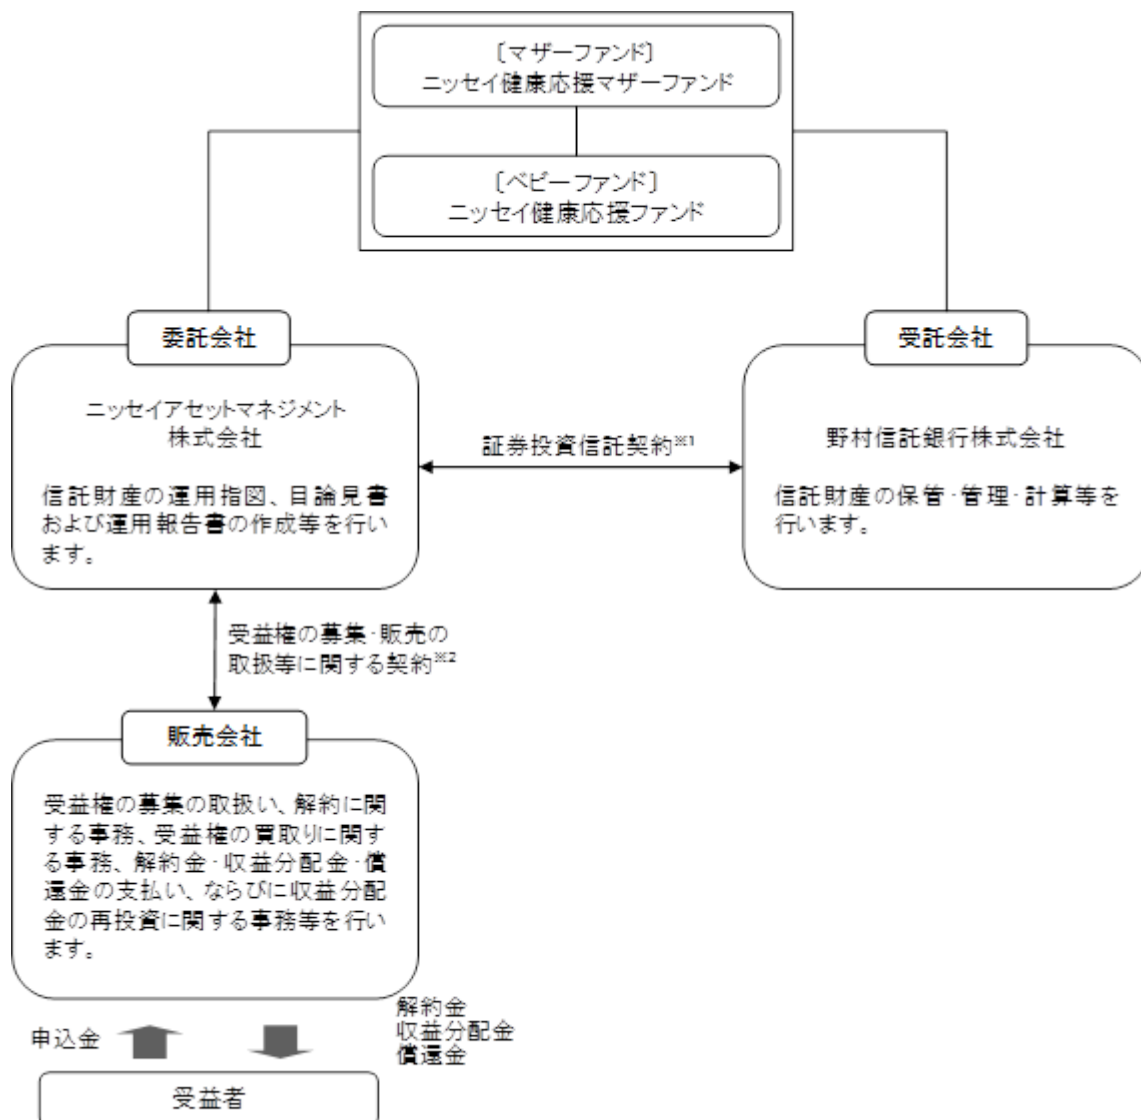 〔マザーファンド〕
ニッセイ健康応援マザーファンド
〔ベビーファンド〕
ニッセイ健康応援ファンド
委託会社
ニッセイアセットマネジメント
株式会社
信託財産の運用指図、目論見書
および運用報告書の作成等を行い
ます。
証券投資信託契約※1
受託会社
野村信託銀行株式会社
信託財産の保管・管理・計算等を
行います。
受益権の募集・販売の
取扱等に関する契約※2
販売会社
受益権の募集の取扱い、解約に関
する事務、受益権の買取りに関す
る事務、解約金・収益分配金・償
還金の支払い、ならびに収益分配
金の再投資に関する事務等を行い
ます。
申込金
解約金
収益分配金
償還金
受益者